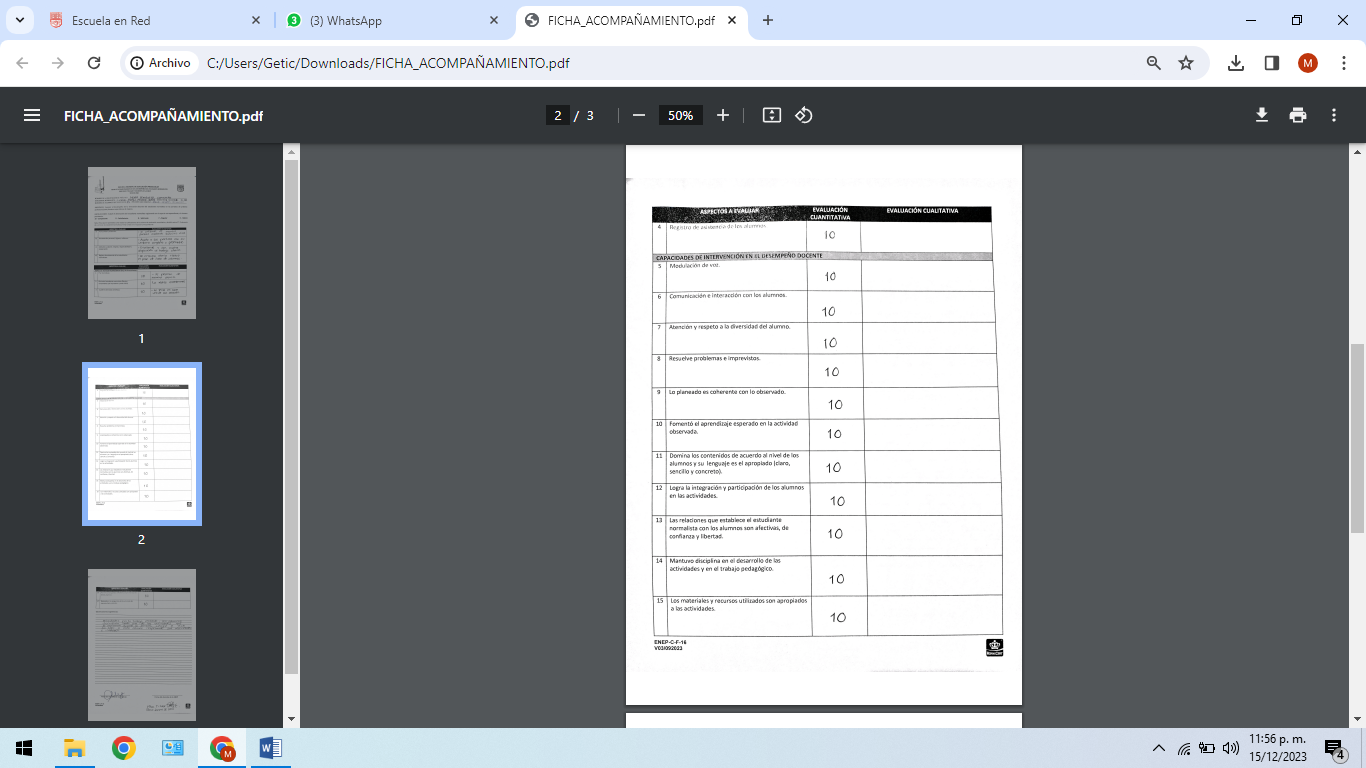 Escuela en Red
(3) WhatsApp
FICHA_ACOMPAÑAMIENTO.pdf
Archivo
C:/Users/Getic/Downloads/FICHA_ACOMPAÑAMIENTO.pdf
M
FICHA_ACOMPAÑAMIENTO.pdf
2 / 3
50%
1
2
ASPECTOS A EVALUAR
EVALUACIÓN CUANTITATIVA
EVALUACIÓN CUALITATIVA
4 Registro de asistencia de los alumnos 10
CAPACIDADES DE INTERVENCIÓN EN EL DESEMPEÑO DOCENTE
5 Modulación de voz. 10
6 Comunicación e interacción con los alumnos. 10
7 Atención y respeto a la diversidad del alumno. 10
8 Resuelve problemas e imprevistos. 10
9 Lo planeado es coherente con lo observado. 10
10 Fomentó el aprendizaje esperado en la actividad
observada. 10
11 Domina los contenidos de acuerdo al nivel de los
alumnos y su lenguaje es el apropiado (claro,
sencillo y concreto). 10
12 Logra la integración y participación de los alumnos
en las actividades. 10
13 Las relaciones que establece el estudiante
normalista con los alumnos son afectivas, de
confianza y libertad. 10
14 Mantuvo disciplina en el desarrollo de las
actividades y en el trabajo pedagógico. 10
15 Los materiales y recursos utilizados son apropiados
a las actividades. 10
ENEP-C-F-16
V03/092023
11:56 p. m.
15/12/2023
4